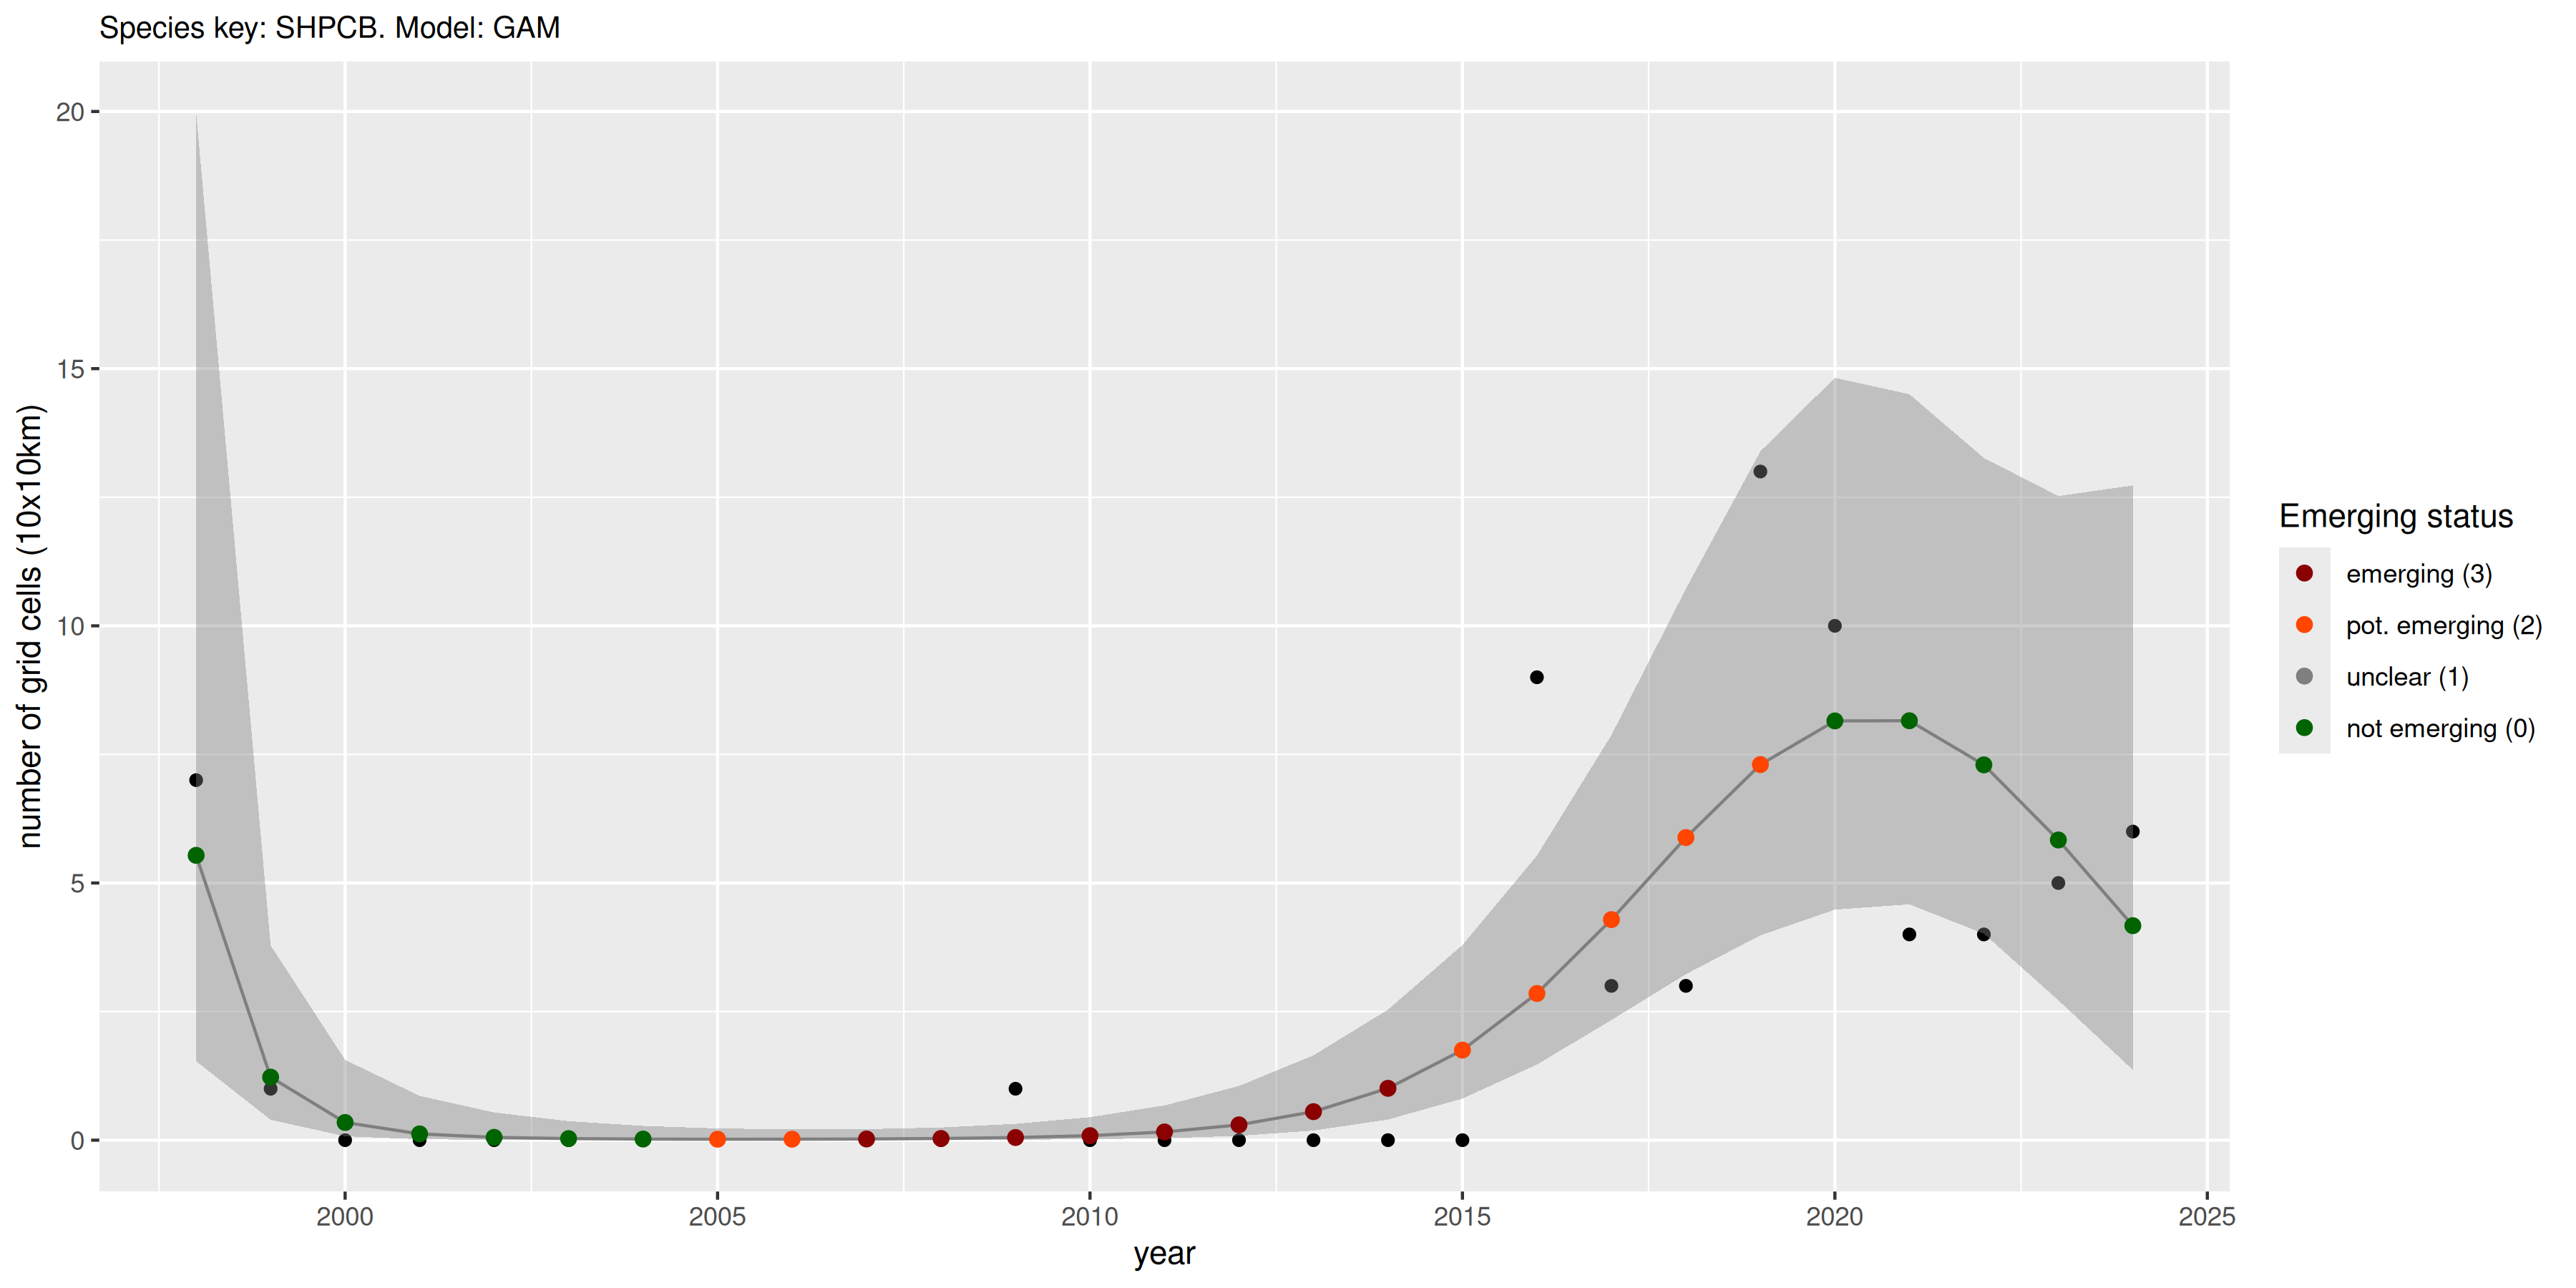 Species key: SHPCB. Model: GAM
20
15
10
5
0
number of grid cells (10x10km)
2000
2005
2010
2015
2020
2025
year
Emerging status
emerging (3)
pot. emerging (2)
unclear (1)
not emerging (0)